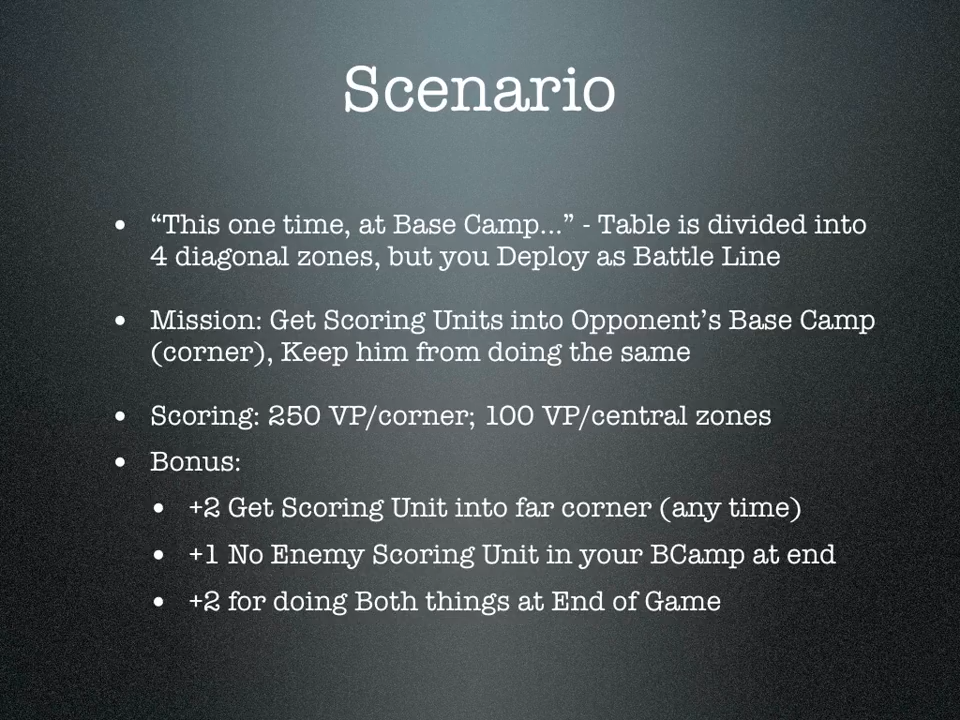 Scenario
• “This one time, at Base Camp...” - Table is divided into
4 diagonal zones, but you Deploy as Battle Line
• Mission: Get Scoring Units into Opponent’s Base Camp
(corner), Keep him from doing the same
• Scoring: 250 VP/corner; 100 VP/central zones
• Bonus:
• +2 Get Scoring Unit into far corner (any time)
• +1 No Enemy Scoring Unit in your BCamp at end
• +2 for doing Both things at End of Game